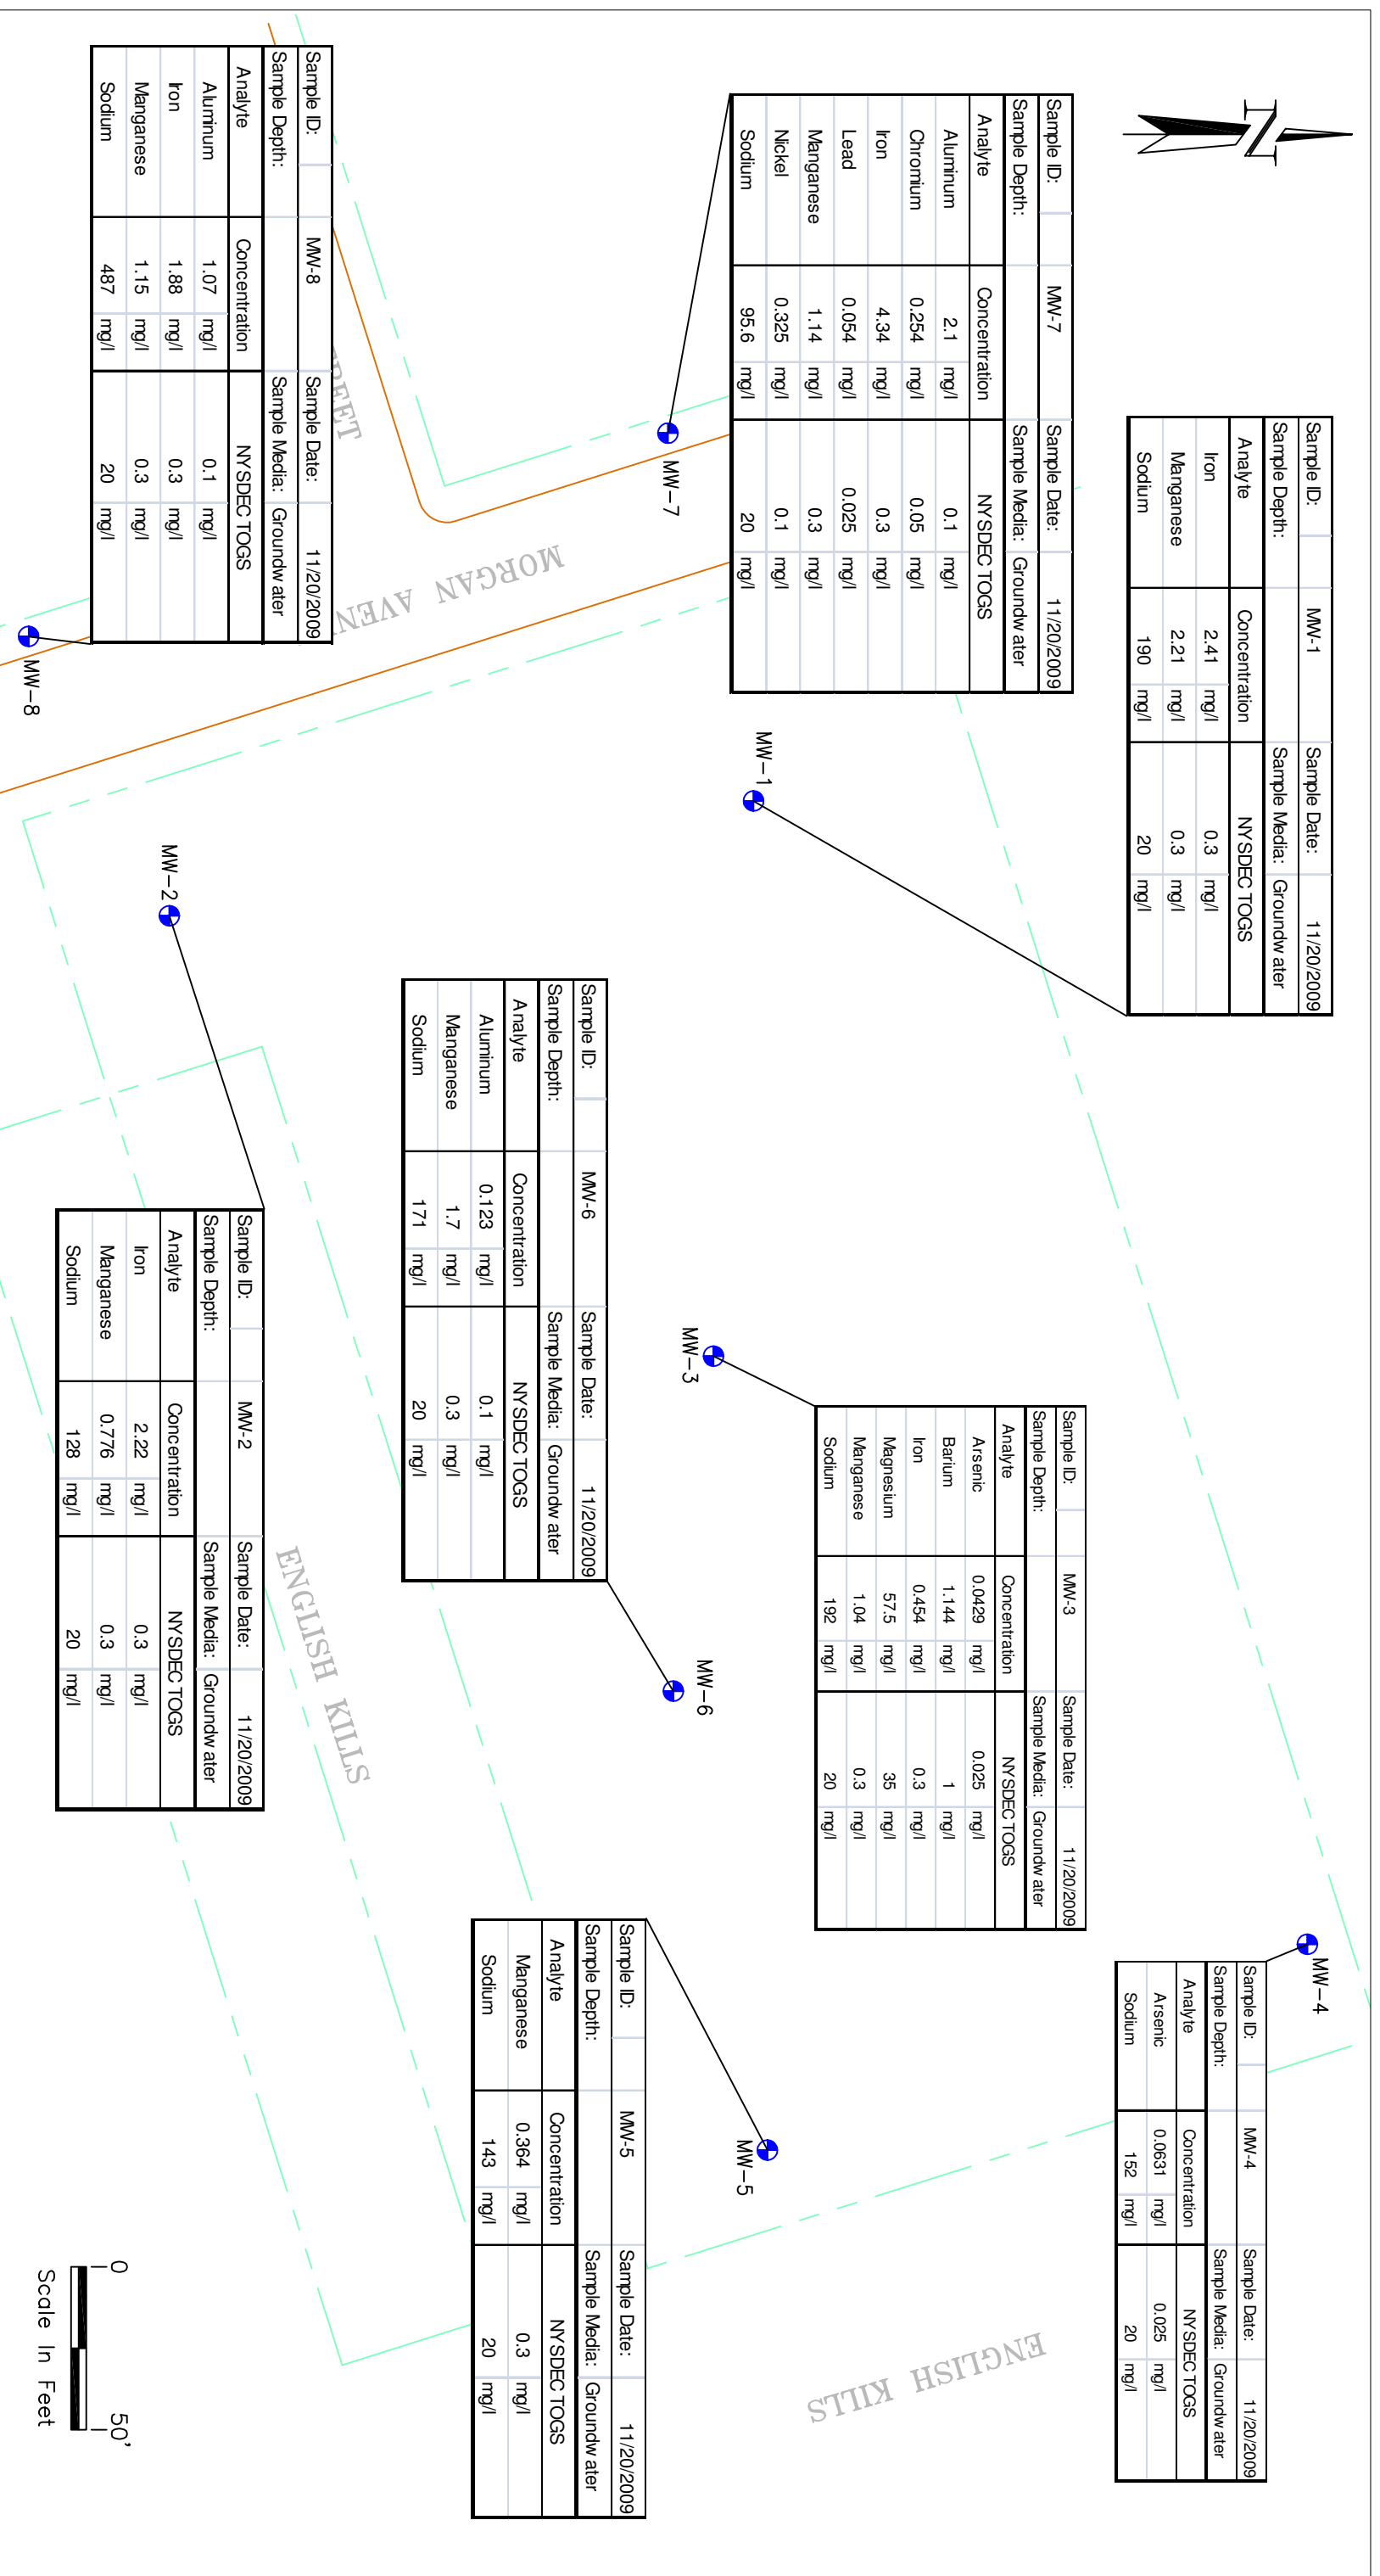 N
Sample ID: MW-1 Sample Date: 11/20/2009
Sample Depth: Sample Media: Groundwater
Analyte Concentration NYSDEC TOGS
Iron 2.41 mg/l 0.3 mg/l
Manganese 2.21 mg/l 0.3 mg/l
Sodium 190 mg/l 20 mg/l
MW-1
Sample ID: MW-7 Sample Date: 11/20/2009
Sample Depth: Sample Media: Groundwater
Analyte Concentration NYSDEC TOGS
Aluminum 2.1 mg/l 0.1 mg/l
Chromium 0.254 mg/l 0.05 mg/l
Iron 4.34 mg/l 0.3 mg/l
Lead 0.054 mg/l 0.025 mg/l
Manganese 1.14 mg/l 0.3 mg/l
Nickel 0.325 mg/l 0.1 mg/l
Sodium 95.6 mg/l 20 mg/l
MW-7
MORGAN AVEN
REET
Sample ID: MW-8 Sample Date: 11/20/2009
Sample Depth: Sample Media: Groundwater
Analyte Concentration NYSDEC TOGS
Aluminum 1.07 mg/l 0.1 mg/l
Iron 1.88 mg/l 0.3 mg/l
Manganese 1.15 mg/l 0.3 mg/l
Sodium 487 mg/l 20 mg/l
MW-8
MW-4
Sample ID: MW-4 Sample Date: 11/20/2009
Sample Depth: Sample Media: Groundwater
Analyte Concentration NYSDEC TOGS
Arsenic 0.0631 mg/l 0.025 mg/l
Sodium 152 mg/l 20 mg/l
Sample ID: MW-3 Sample Date: 11/20/2009
Sample Depth: Sample Media: Groundwater
Analyte Concentration NYSDEC TOGS
Arsenic 0.0429 mg/l 0.025 mg/l
Barium 1.144 mg/l 1 mg/l
Iron 0.454 mg/l 0.3 mg/l
Magnesium 57.5 mg/l 35 mg/l
Manganese 1.04 mg/l 0.3 mg/l
Sodium 192 mg/l 20 mg/l
MW-3
MW-6
Sample ID: MW-6 Sample Date: 11/20/2009
Sample Depth: Sample Media: Groundwater
Analyte Concentration NYSDEC TOGS
Aluminum 0.123 mg/l 0.1 mg/l
Manganese 1.7 mg/l 0.3 mg/l
Sodium 171 mg/l 20 mg/l
MW-5
Sample ID: MW-5 Sample Date: 11/20/2009
Sample Depth: Sample Media: Groundwater
Analyte Concentration NYSDEC TOGS
Manganese 0.364 mg/l 0.3 mg/l
Sodium 143 mg/l 20 mg/l
ENGLISH KILLS
ENGLISH KILLS
MW-2
Sample ID: MW-2 Sample Date: 11/20/2009
Sample Depth: Sample Media: Groundwater
Analyte Concentration NYSDEC TOGS
Iron 2.22 mg/l 0.3 mg/l
Manganese 0.776 mg/l 0.3 mg/l
Sodium 128 mg/l 20 mg/l
0 50'
Scale In Feet